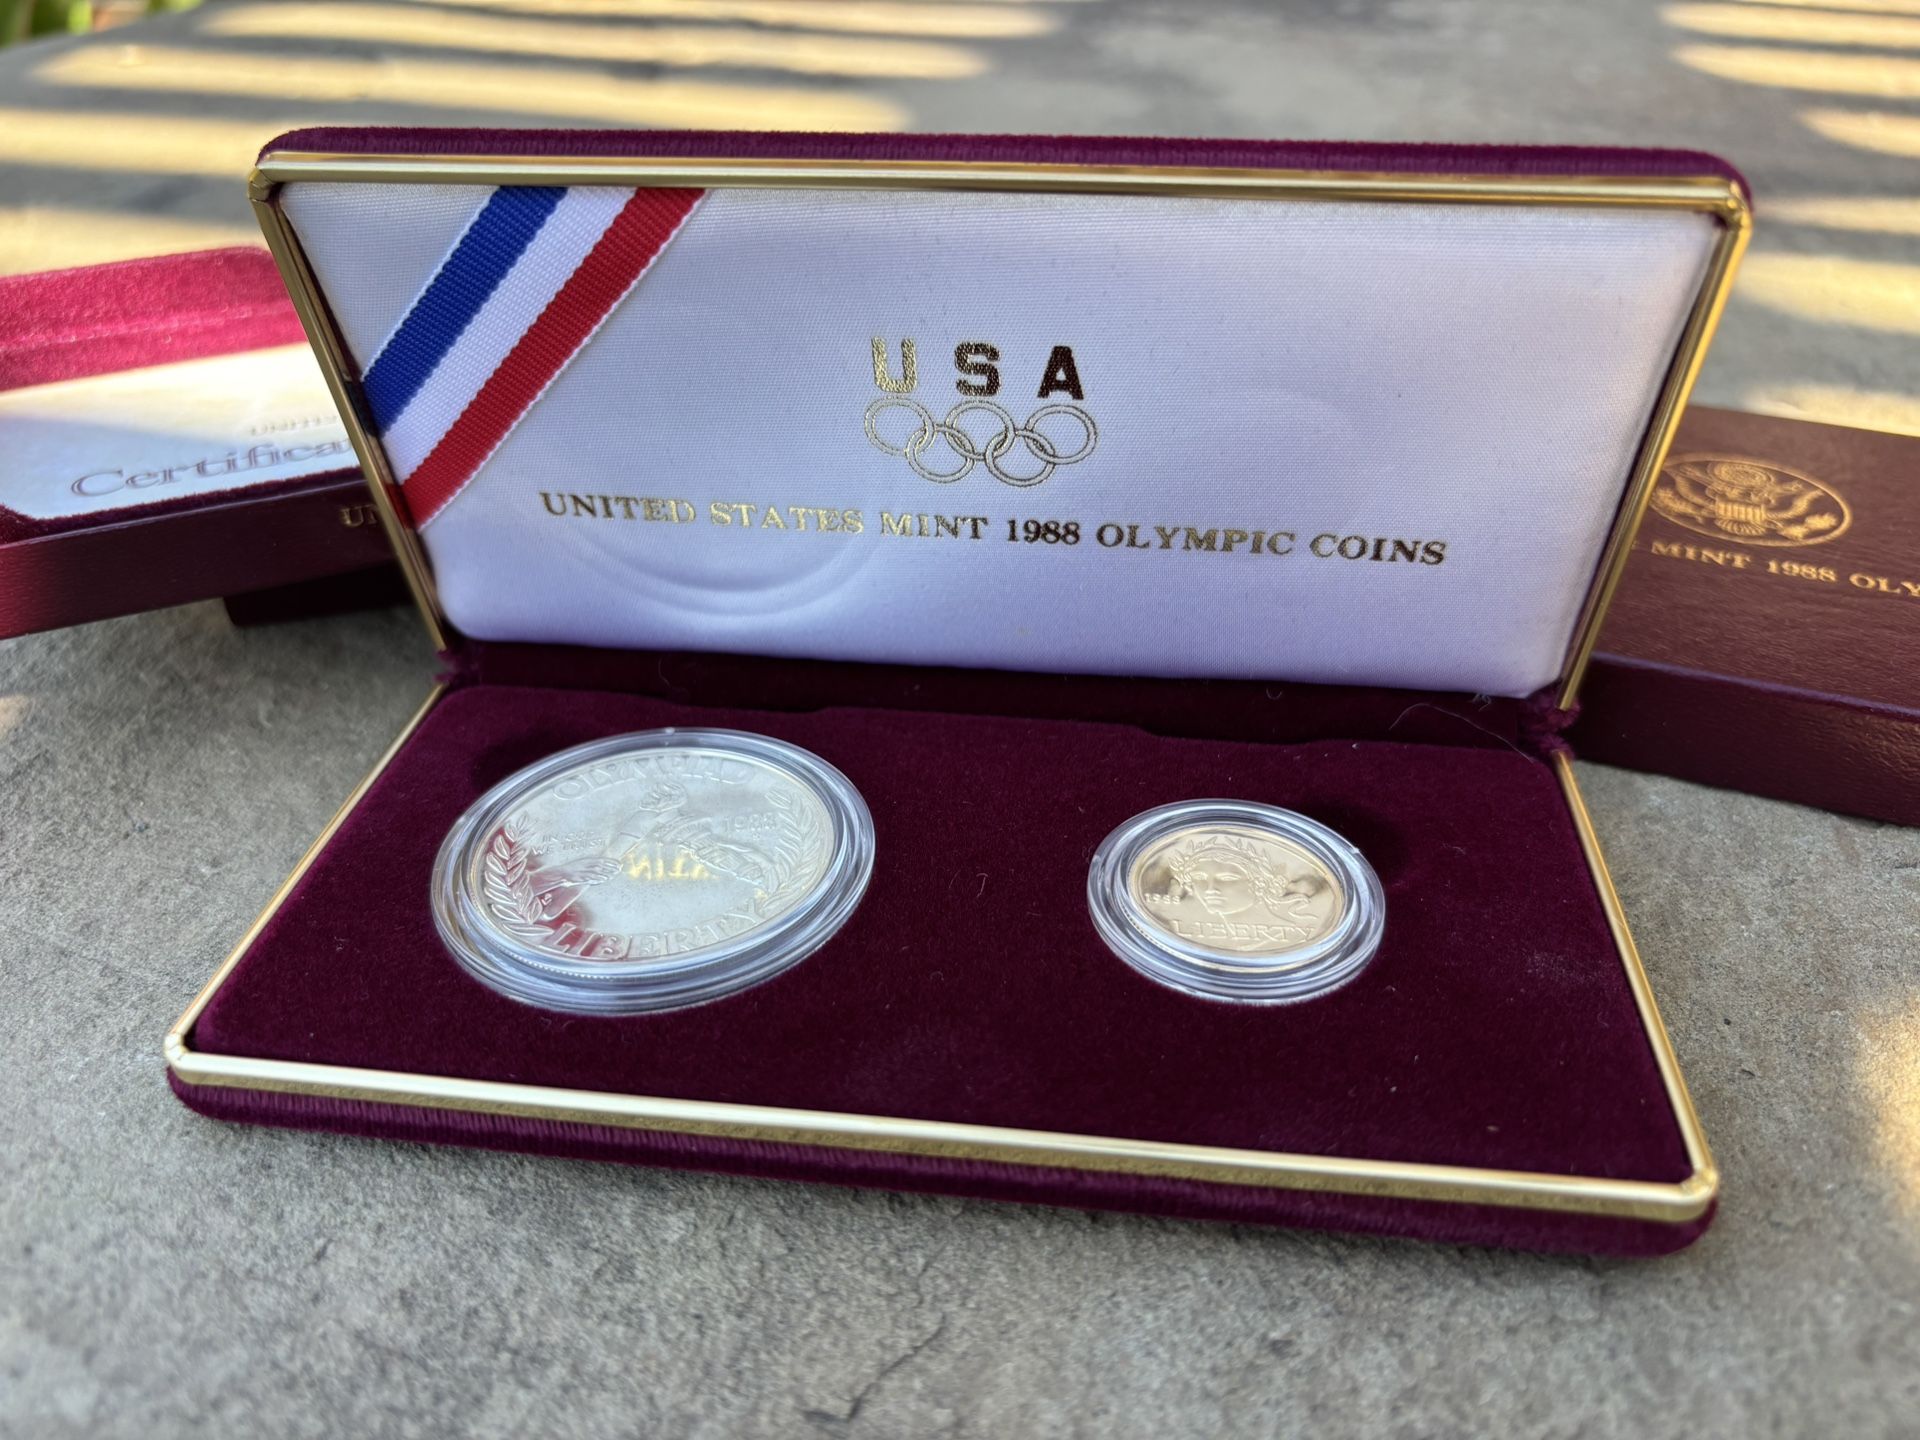 USA
UNITED STATES MINT 1988 OLYMPIC COINS
Certifica
MINT 1988 OLY
OLYMPIAD
IN GOD
WE TRUST
1988
LIBERTY
1988
LIBERTY